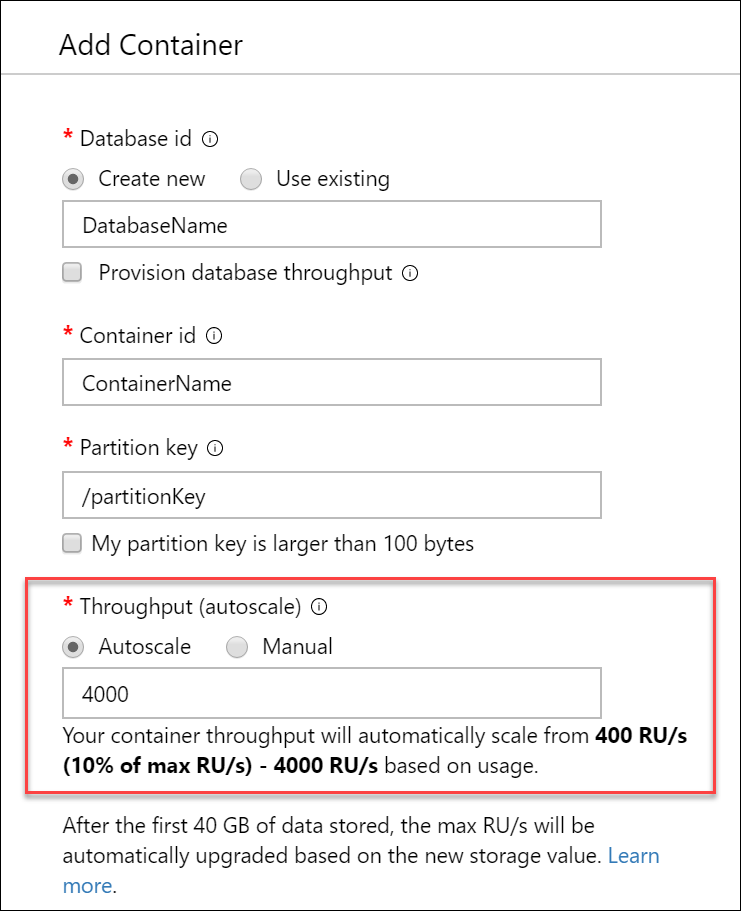 Add Container
* Database id
Create new Use existing
DatabaseName
Provision database throughput
* Container id
ContainerName
* Partition key
/partitionKey
My partition key is larger than 100 bytes
* Throughput (autoscale)
Autoscale Manual
4000
Your container throughput will automatically scale from 400 RU/s
(10% of max RU/s) - 4000 RU/s based on usage.
After the first 40 GB of data stored, the max RU/s will be
automatically upgraded based on the new storage value. Learn
more.